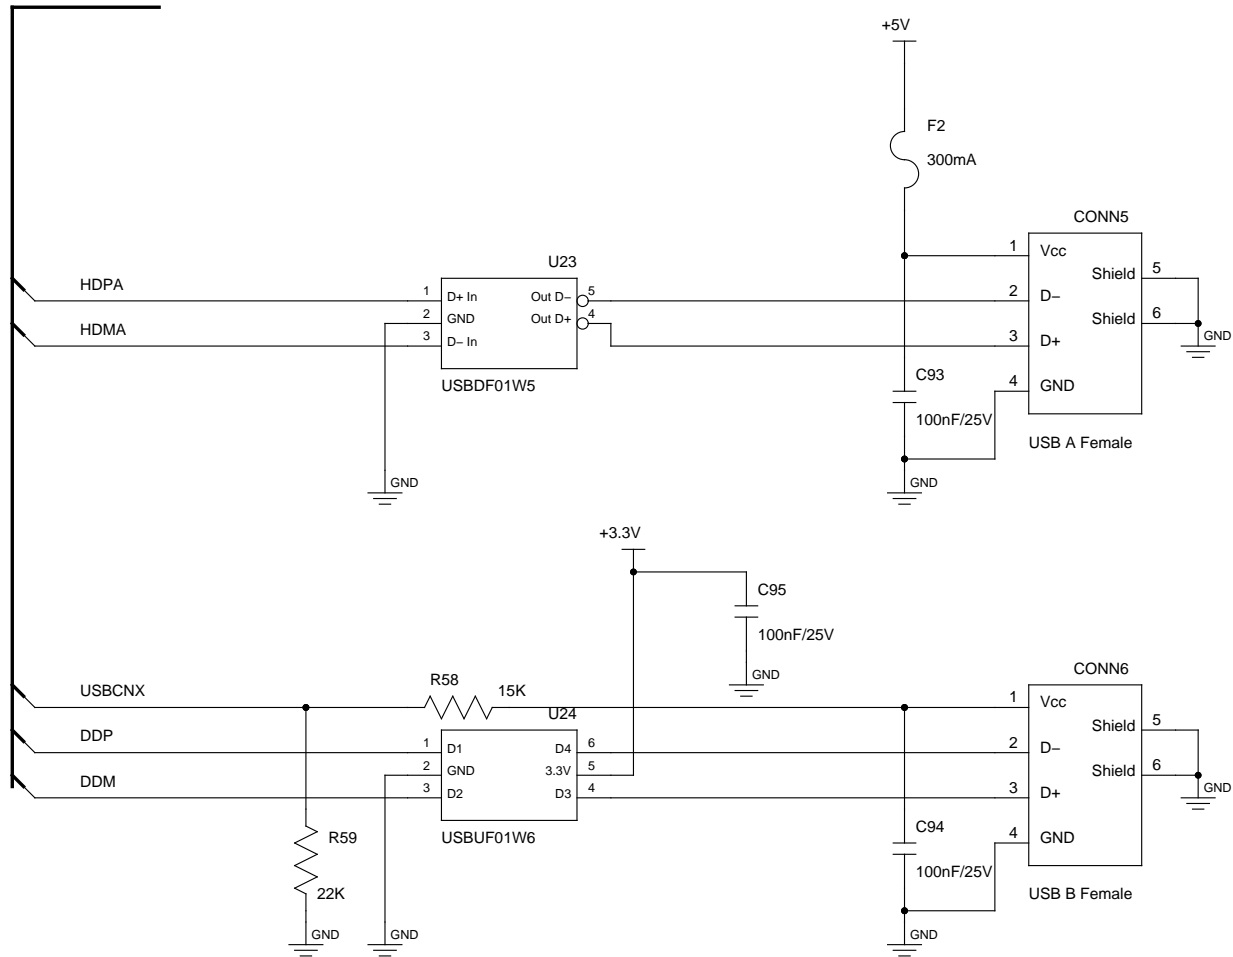 +5V
F2
300mA
CONN5
1 Vcc
Shield 5
2 D–
Shield 6
3 D+
GND
4 GND
USB A Female
U23
HDPA
1 D+ In Out D– 5
2 GND Out D+ 4
HDMA
3 D– In
USBDF01W5
C93
100nF/25V
GND
GND
+3.3V
C95
100nF/25V
GND
CONN6
USBCNX
R58
15K
U24
1 Vcc
Shield 5
DDP
1 D1 D4 6
2 D–
2 GND 3.3V 5
Shield 6
DDM
3 D2 D3 4
3 D+
GND
USBUF01W6
R59
22K
C94
100nF/25V
4 GND
USB B Female
GND
GND
GND